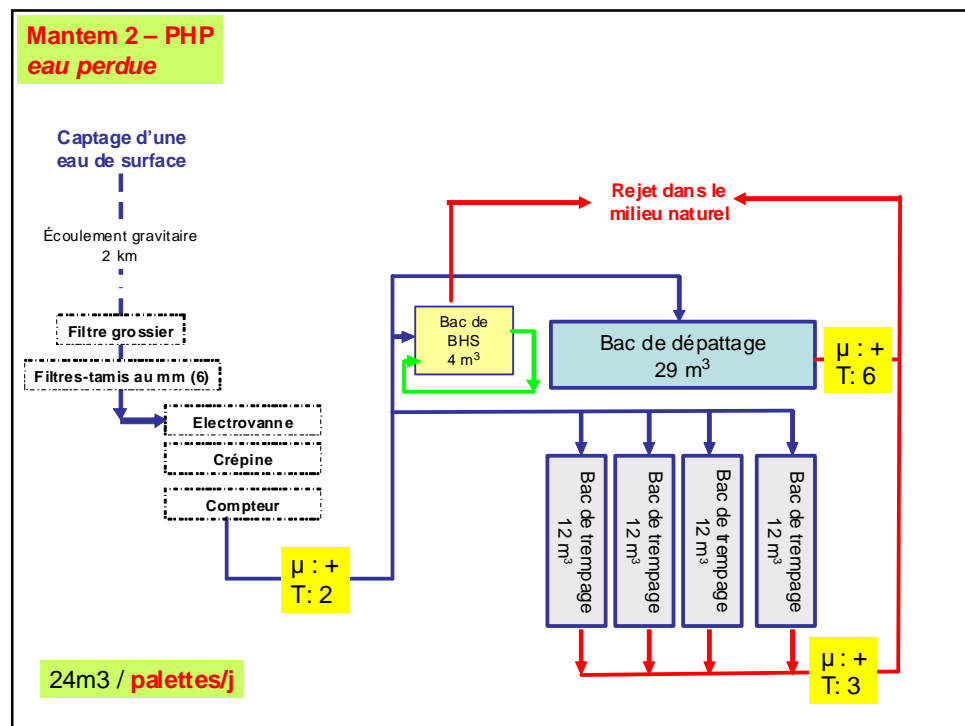 Mantem 2 – PHP
eau perdue
Captage d'une
eau de surface
Écoulement gravitaire
2 km
Filtre grossier
Filtres-tamis au mm (6)
Electrovanne
Crépine
Compteur
µ : +
T: 2
Rejet dans le
milieu naturel
Bac de
BHS
4 m³
Bac de dépattage
29 m³
µ : +
T: 6
Bac de trempage
12 m³
Bac de trempage
12 m³
Bac de trempage
12 m³
Bac de trempage
12 m³
µ : +
T: 3
24m3 / palettes/j